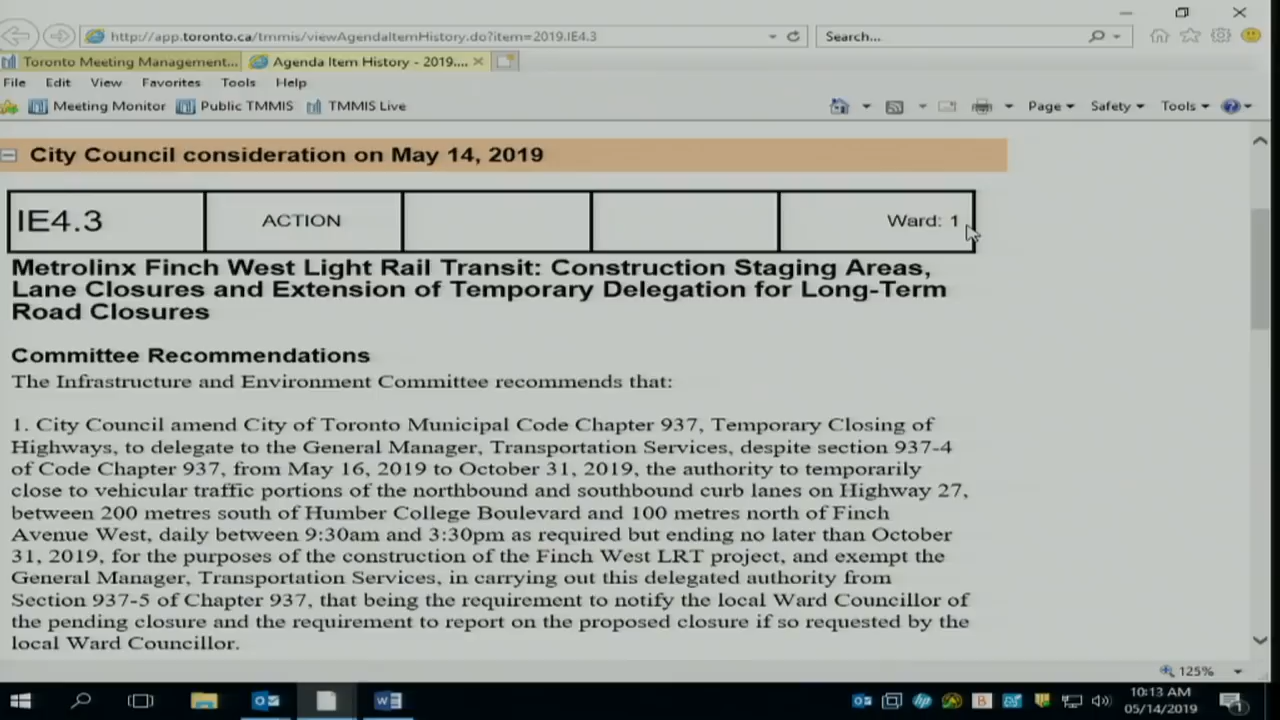 http://app.toronto.ca/tmmis/viewAgendaItemHistory.do?item=2019.IE4.3
Search...
Toronto Meeting Management...
Agenda Item History - 2019....
File Edit View Favorites Tools Help
Meeting Monitor Public TMMIS TMMIS Live
Page Safety Tools
City Council consideration on May 14, 2019
IE4.3 ACTION Ward: 1
Metrolinx Finch West Light Rail Transit: Construction Staging Areas,
Lane Closures and Extension of Temporary Delegation for Long-Term
Road Closures
Committee Recommendations
The Infrastructure and Environment Committee recommends that:
1. City Council amend City of Toronto Municipal Code Chapter 937, Temporary Closing of
Highways, to delegate to the General Manager, Transportation Services, despite section 937-4
of Code Chapter 937, from May 16, 2019 to October 31, 2019, the authority to temporarily
close to vehicular traffic portions of the northbound and southbound curb lanes on Highway 27,
between 200 metres south of Humber College Boulevard and 100 metres north of Finch
Avenue West, daily between 9:30am and 3:30pm as required but ending no later than October
31, 2019, for the purposes of the construction of the Finch West LRT project, and exempt the
General Manager, Transportation Services, in carrying out this delegated authority from
Section 937-5 of Chapter 937, that being the requirement to notify the local Ward Councillor of
the pending closure and the requirement to report on the proposed closure if so requested by the
local Ward Councillor.
125%
10:13 AM
05/14/2019